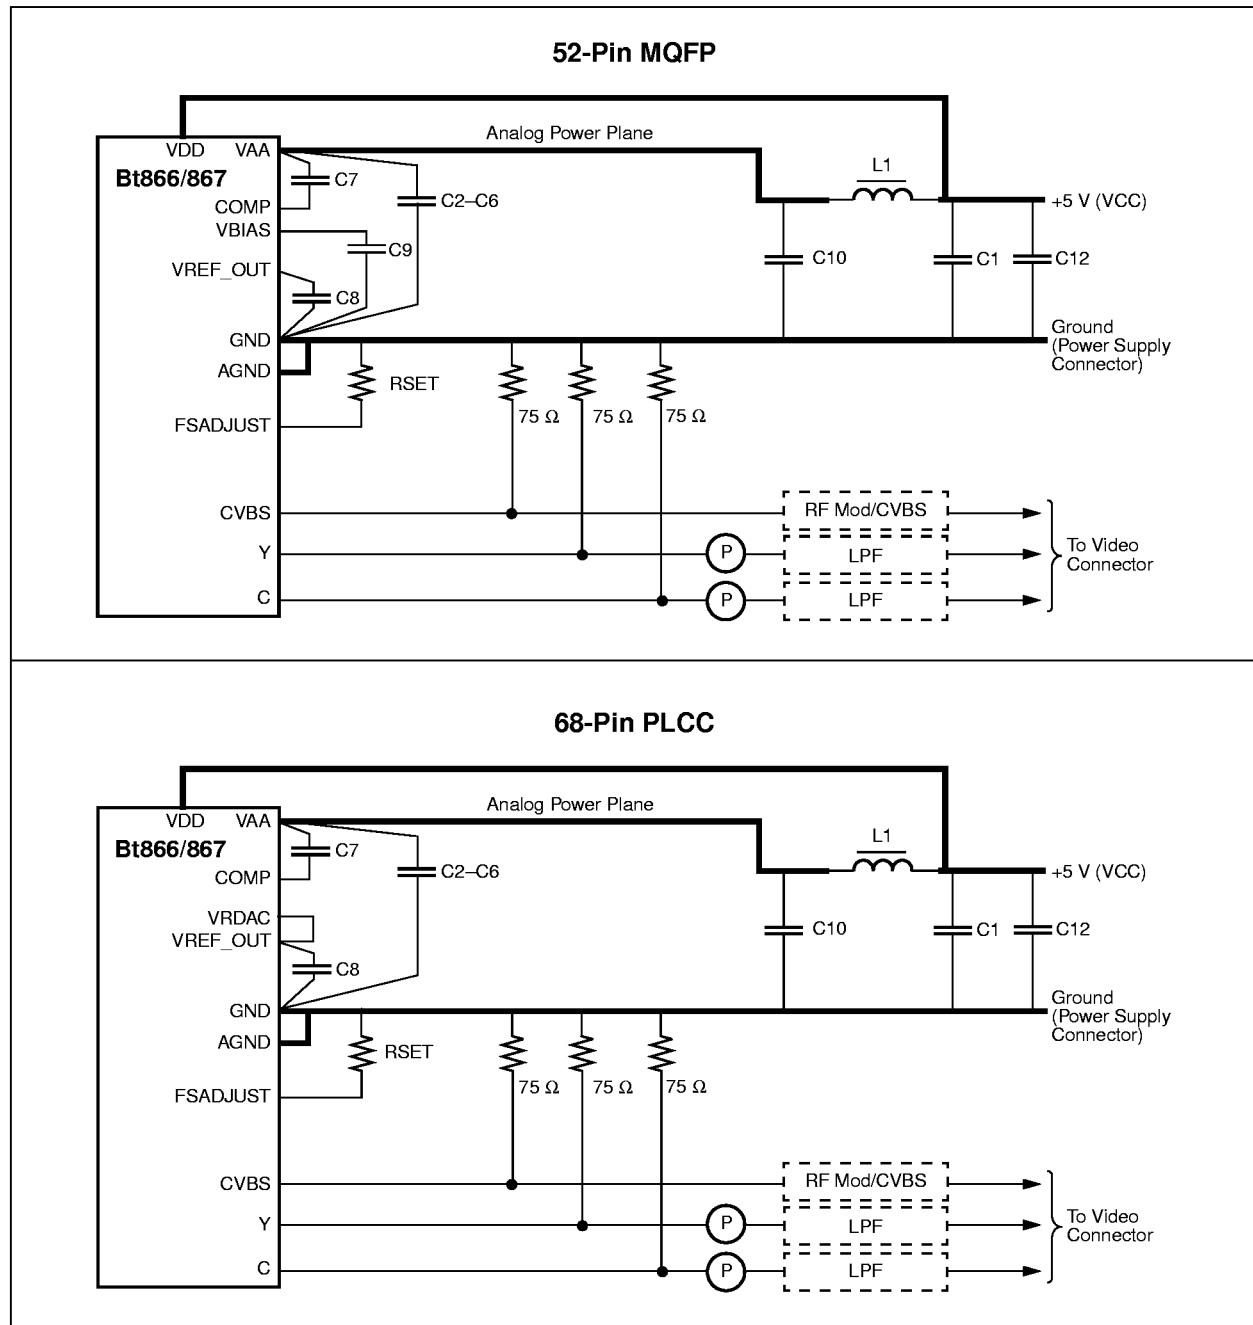 52-Pin MQFP
Analog Power Plane
VDD VAA
Bt866/867
C7
L1
COMP
C2–C6
+5 V (VCC)
VBIAS
C9
C10
C1
C12
VREF_OUT
C8
GND
Ground
(Power Supply
Connector)
AGND
RSET
75 Ω
75 Ω
75 Ω
FSADJUST
CVBS
RF Mod/CVBS
Y
P
LPF
To Video
Connector
C
P
LPF
68-Pin PLCC
Analog Power Plane
VDD VAA
Bt866/867
C7
L1
COMP
C2–C6
+5 V (VCC)
VRDAC
C10
C1
C12
VREF_OUT
C8
GND
Ground
(Power Supply
Connector)
AGND
RSET
75 Ω
75 Ω
75 Ω
FSADJUST
CVBS
RF Mod/CVBS
Y
P
LPF
To Video
Connector
C
P
LPF